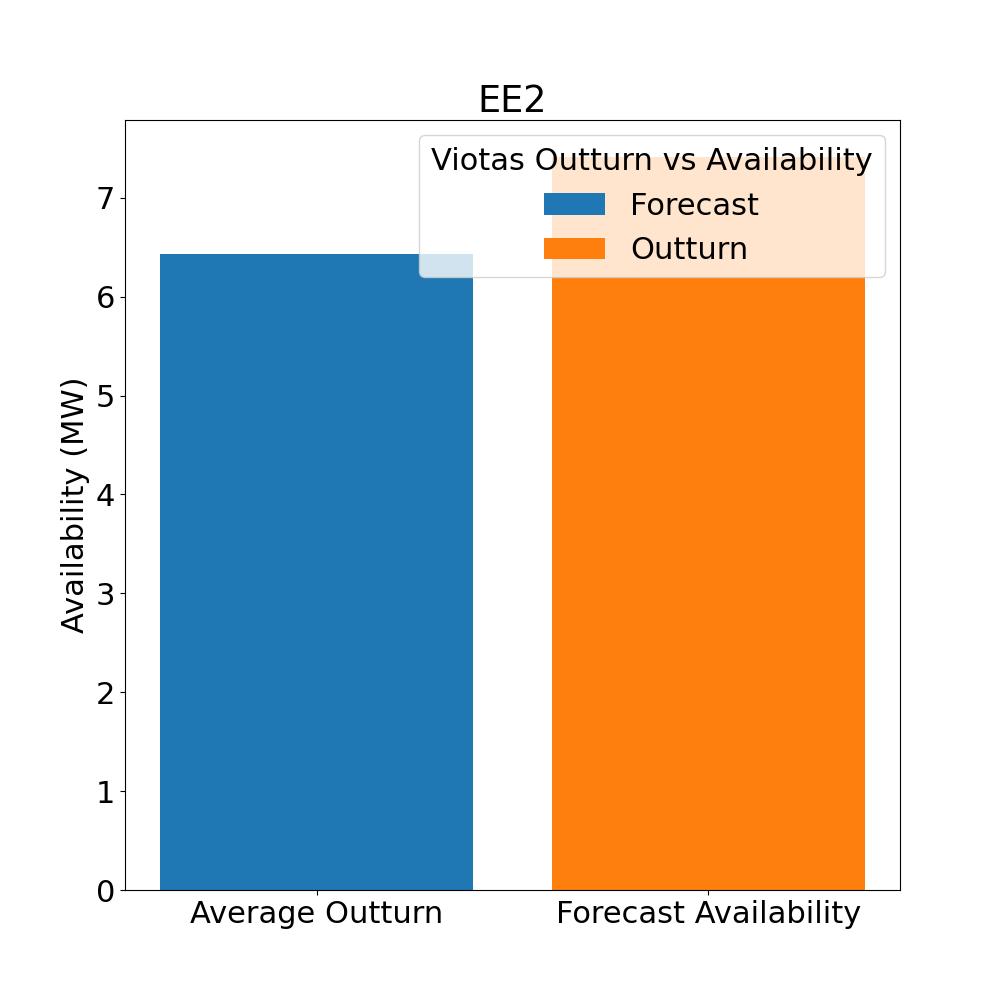 EE2
Viotas Outturn vs Availability
Forecast
Outturn
Availability (MW)
7
6
5
4
3
2
1
0
Average Outturn
Forecast Availability